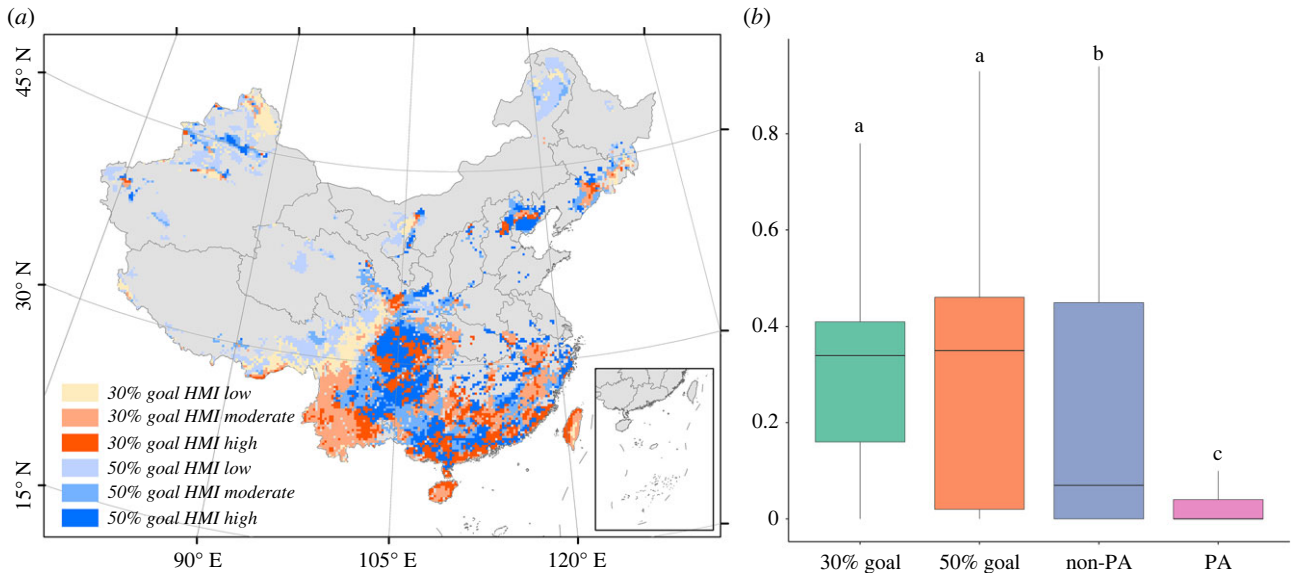 (a)
45° N
30° N
15° N
30% goal HMI low
30% goal HMI moderate
30% goal HMI high
50% goal HMI low
50% goal HMI moderate
50% goal HMI high
90° E 105° E 120° E
(b)
0.8
0.6
0.4
0.2
0
a
a
b
c
30% goal 50% goal non-PA PA